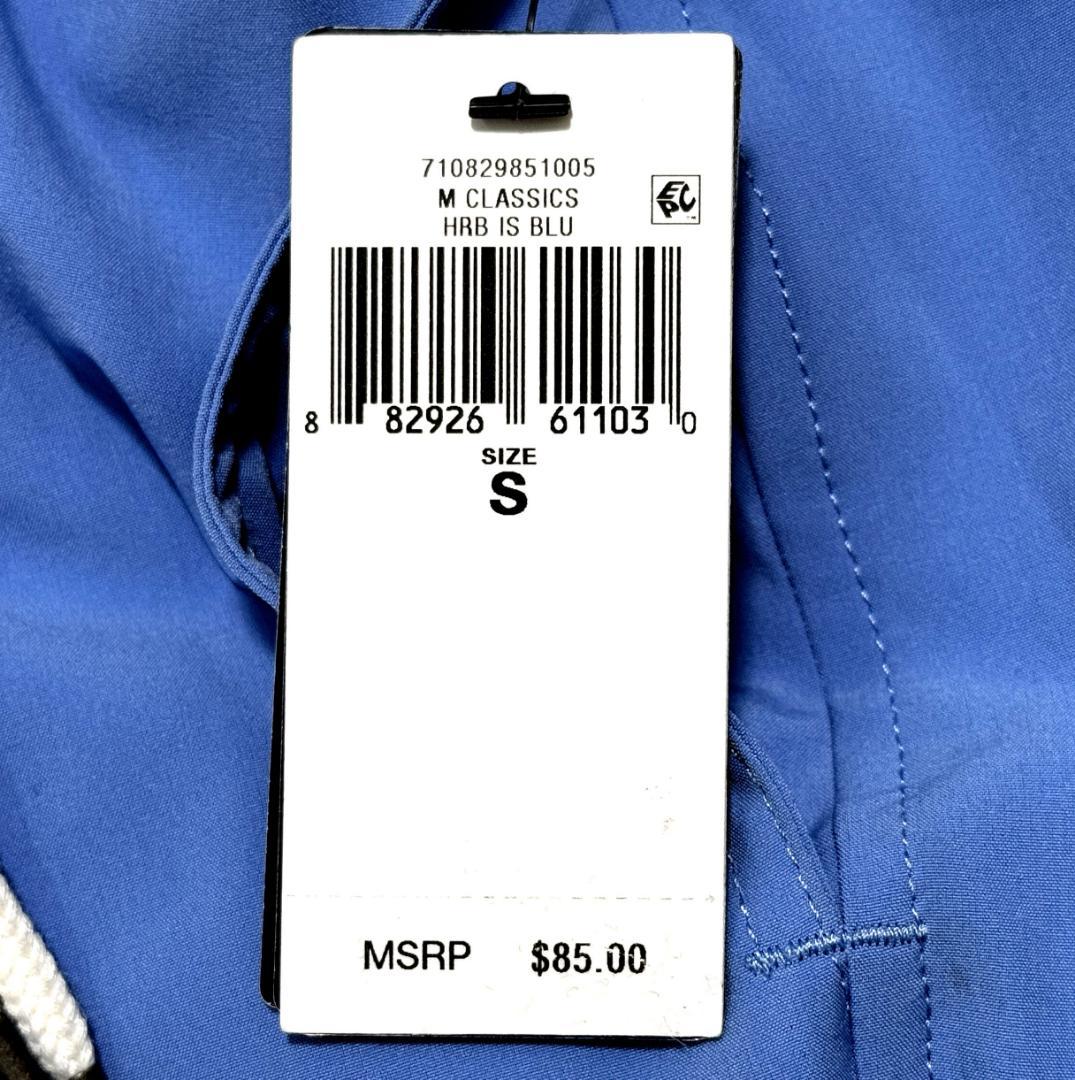 710829851005
M CLASSICS
EPC
HRB IS BLU
8 82926 61103 0
SIZE
S
MSRP $85.00